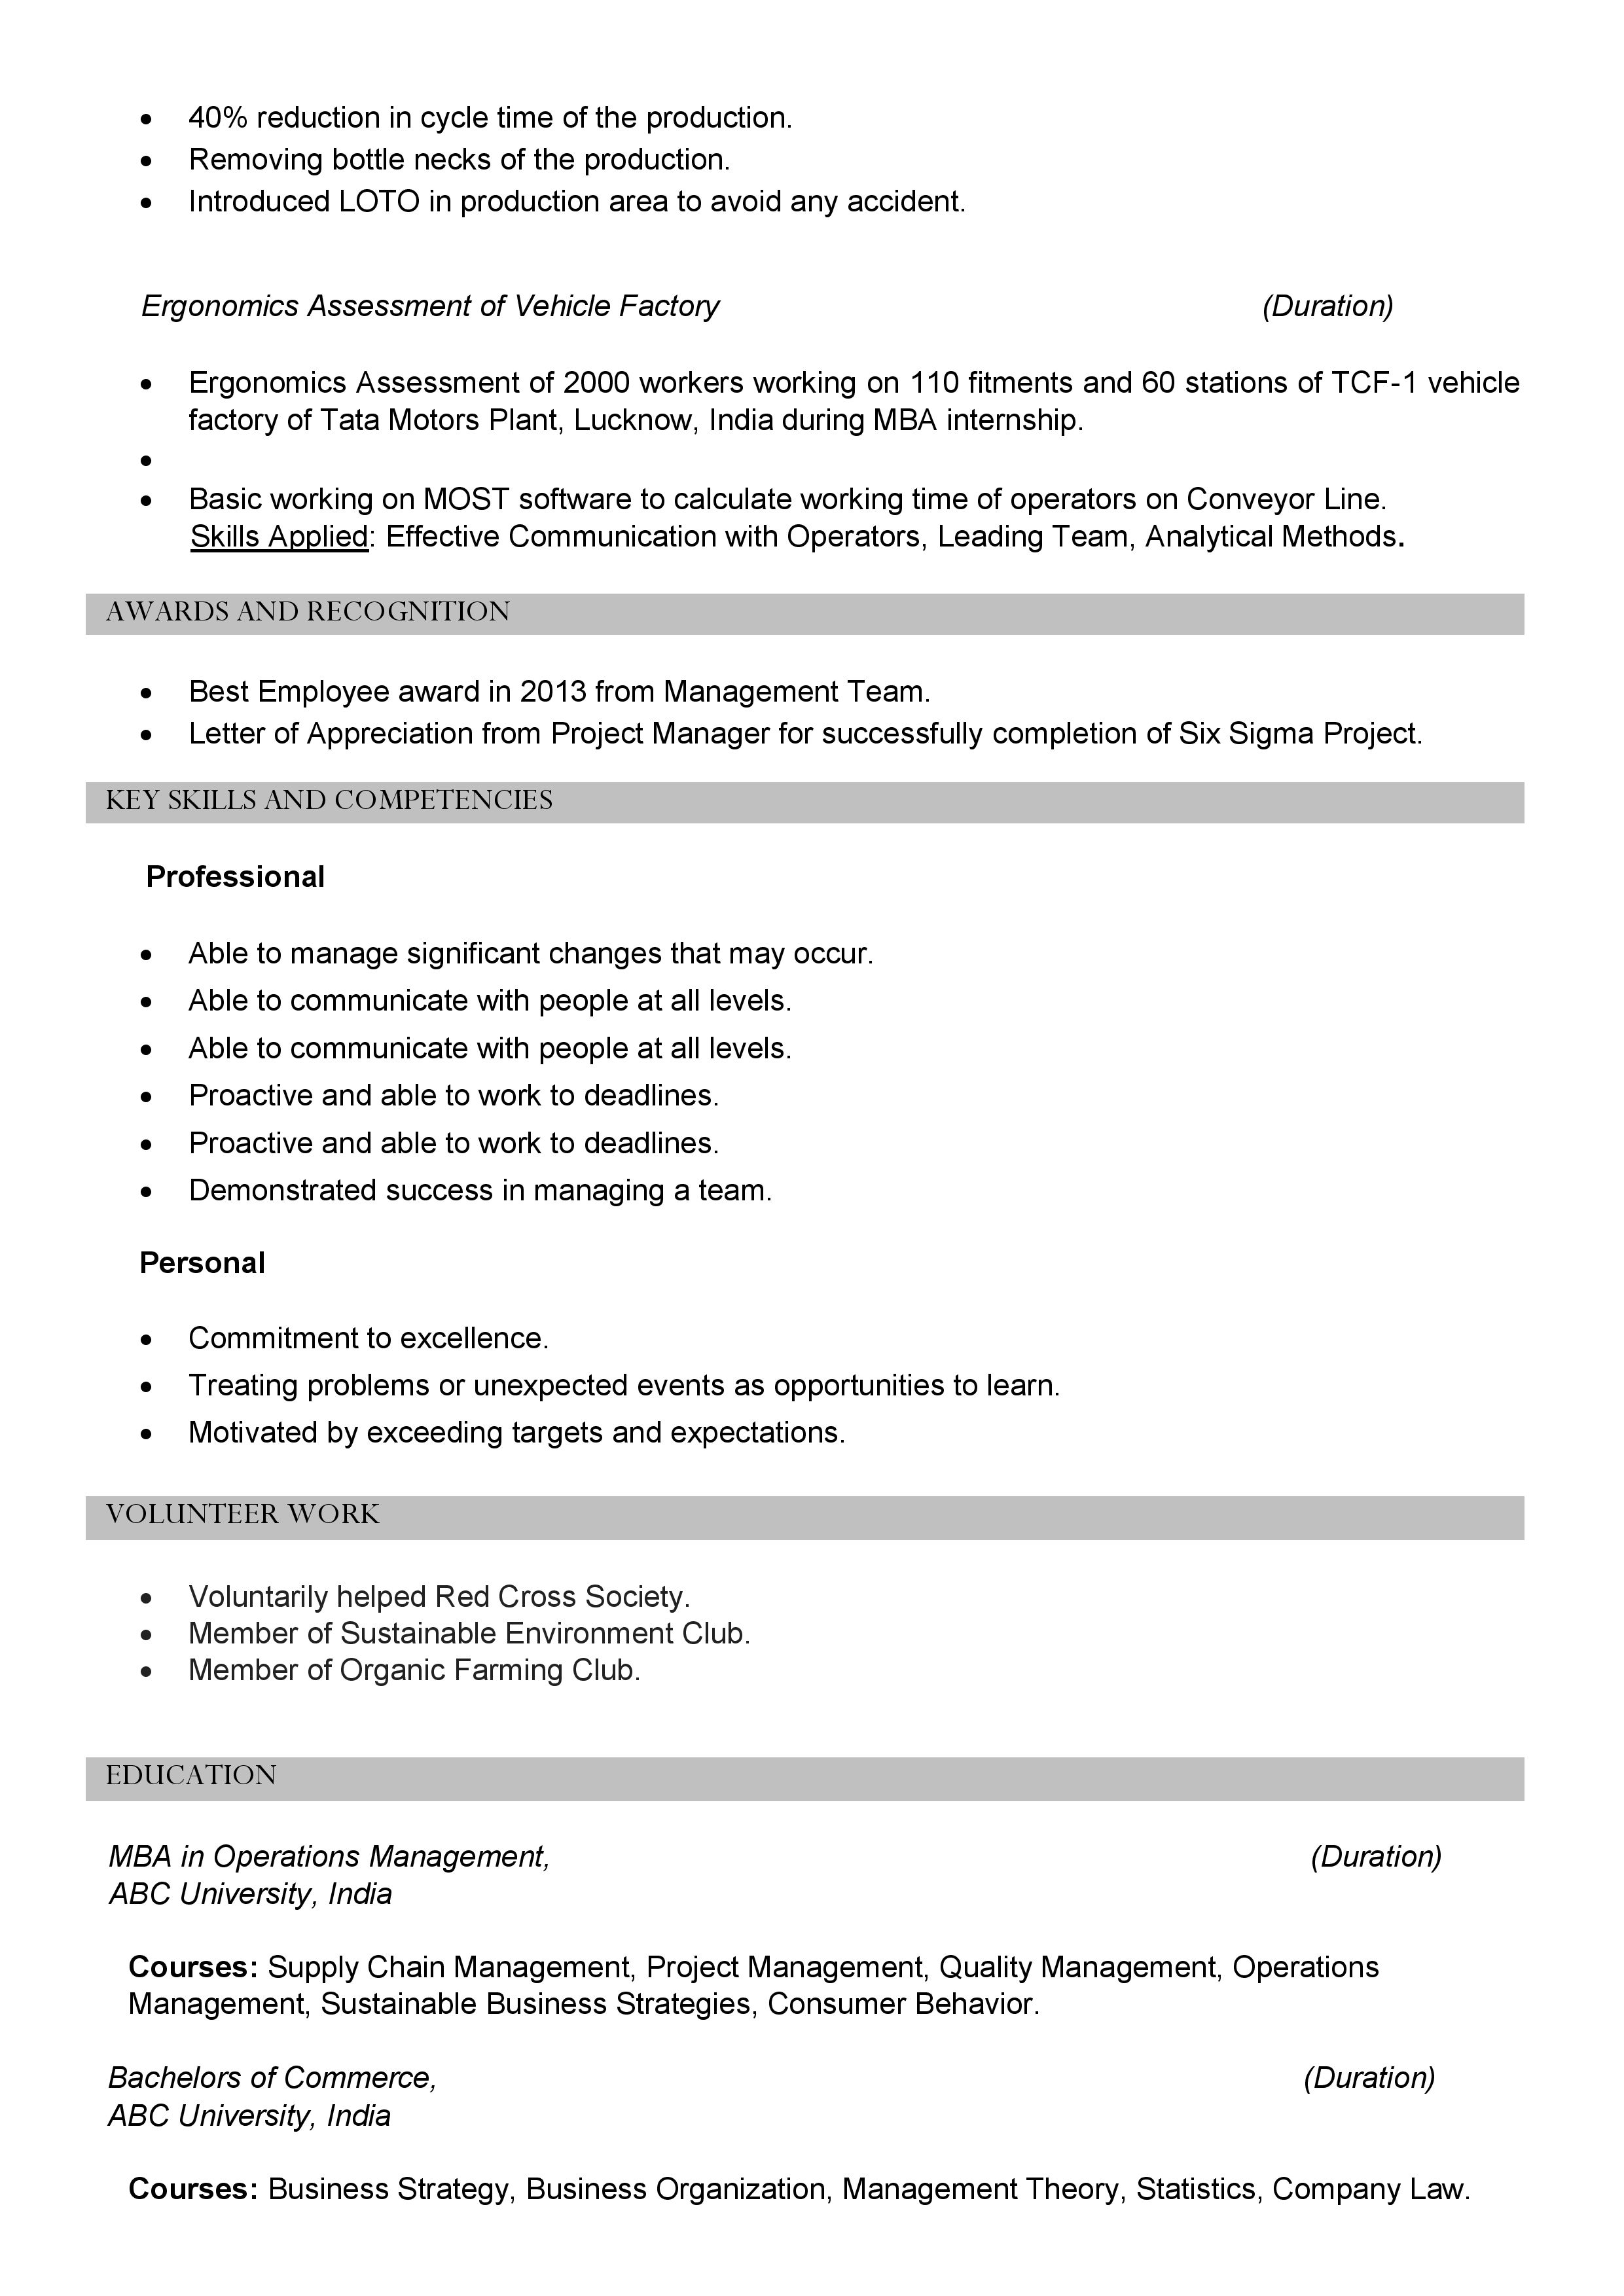 • 40% reduction in cycle time of the production.
• Removing bottle necks of the production.
• Introduced LOTO in production area to avoid any accident.
Ergonomics Assessment of Vehicle Factory (Duration)
• Ergonomics Assessment of 2000 workers working on 110 fitments and 60 stations of TCF-1 vehicle
factory of Tata Motors Plant, Lucknow, India during MBA internship.
•
• Basic working on MOST software to calculate working time of operators on Conveyor Line.
Skills Applied: Effective Communication with Operators, Leading Team, Analytical Methods.
AWARDS AND RECOGNITION
• Best Employee award in 2013 from Management Team.
• Letter of Appreciation from Project Manager for successfully completion of Six Sigma Project.
KEY SKILLS AND COMPETENCIES
Professional
• Able to manage significant changes that may occur.
• Able to communicate with people at all levels.
• Able to communicate with people at all levels.
• Proactive and able to work to deadlines.
• Proactive and able to work to deadlines.
• Demonstrated success in managing a team.
Personal
• Commitment to excellence.
• Treating problems or unexpected events as opportunities to learn.
• Motivated by exceeding targets and expectations.
VOLUNTEER WORK
• Voluntarily helped Red Cross Society.
• Member of Sustainable Environment Club.
• Member of Organic Farming Club.
EDUCATION
MBA in Operations Management, (Duration)
ABC University, India
Courses: Supply Chain Management, Project Management, Quality Management, Operations
Management, Sustainable Business Strategies, Consumer Behavior.
Bachelors of Commerce, (Duration)
ABC University, India
Courses: Business Strategy, Business Organization, Management Theory, Statistics, Company Law.